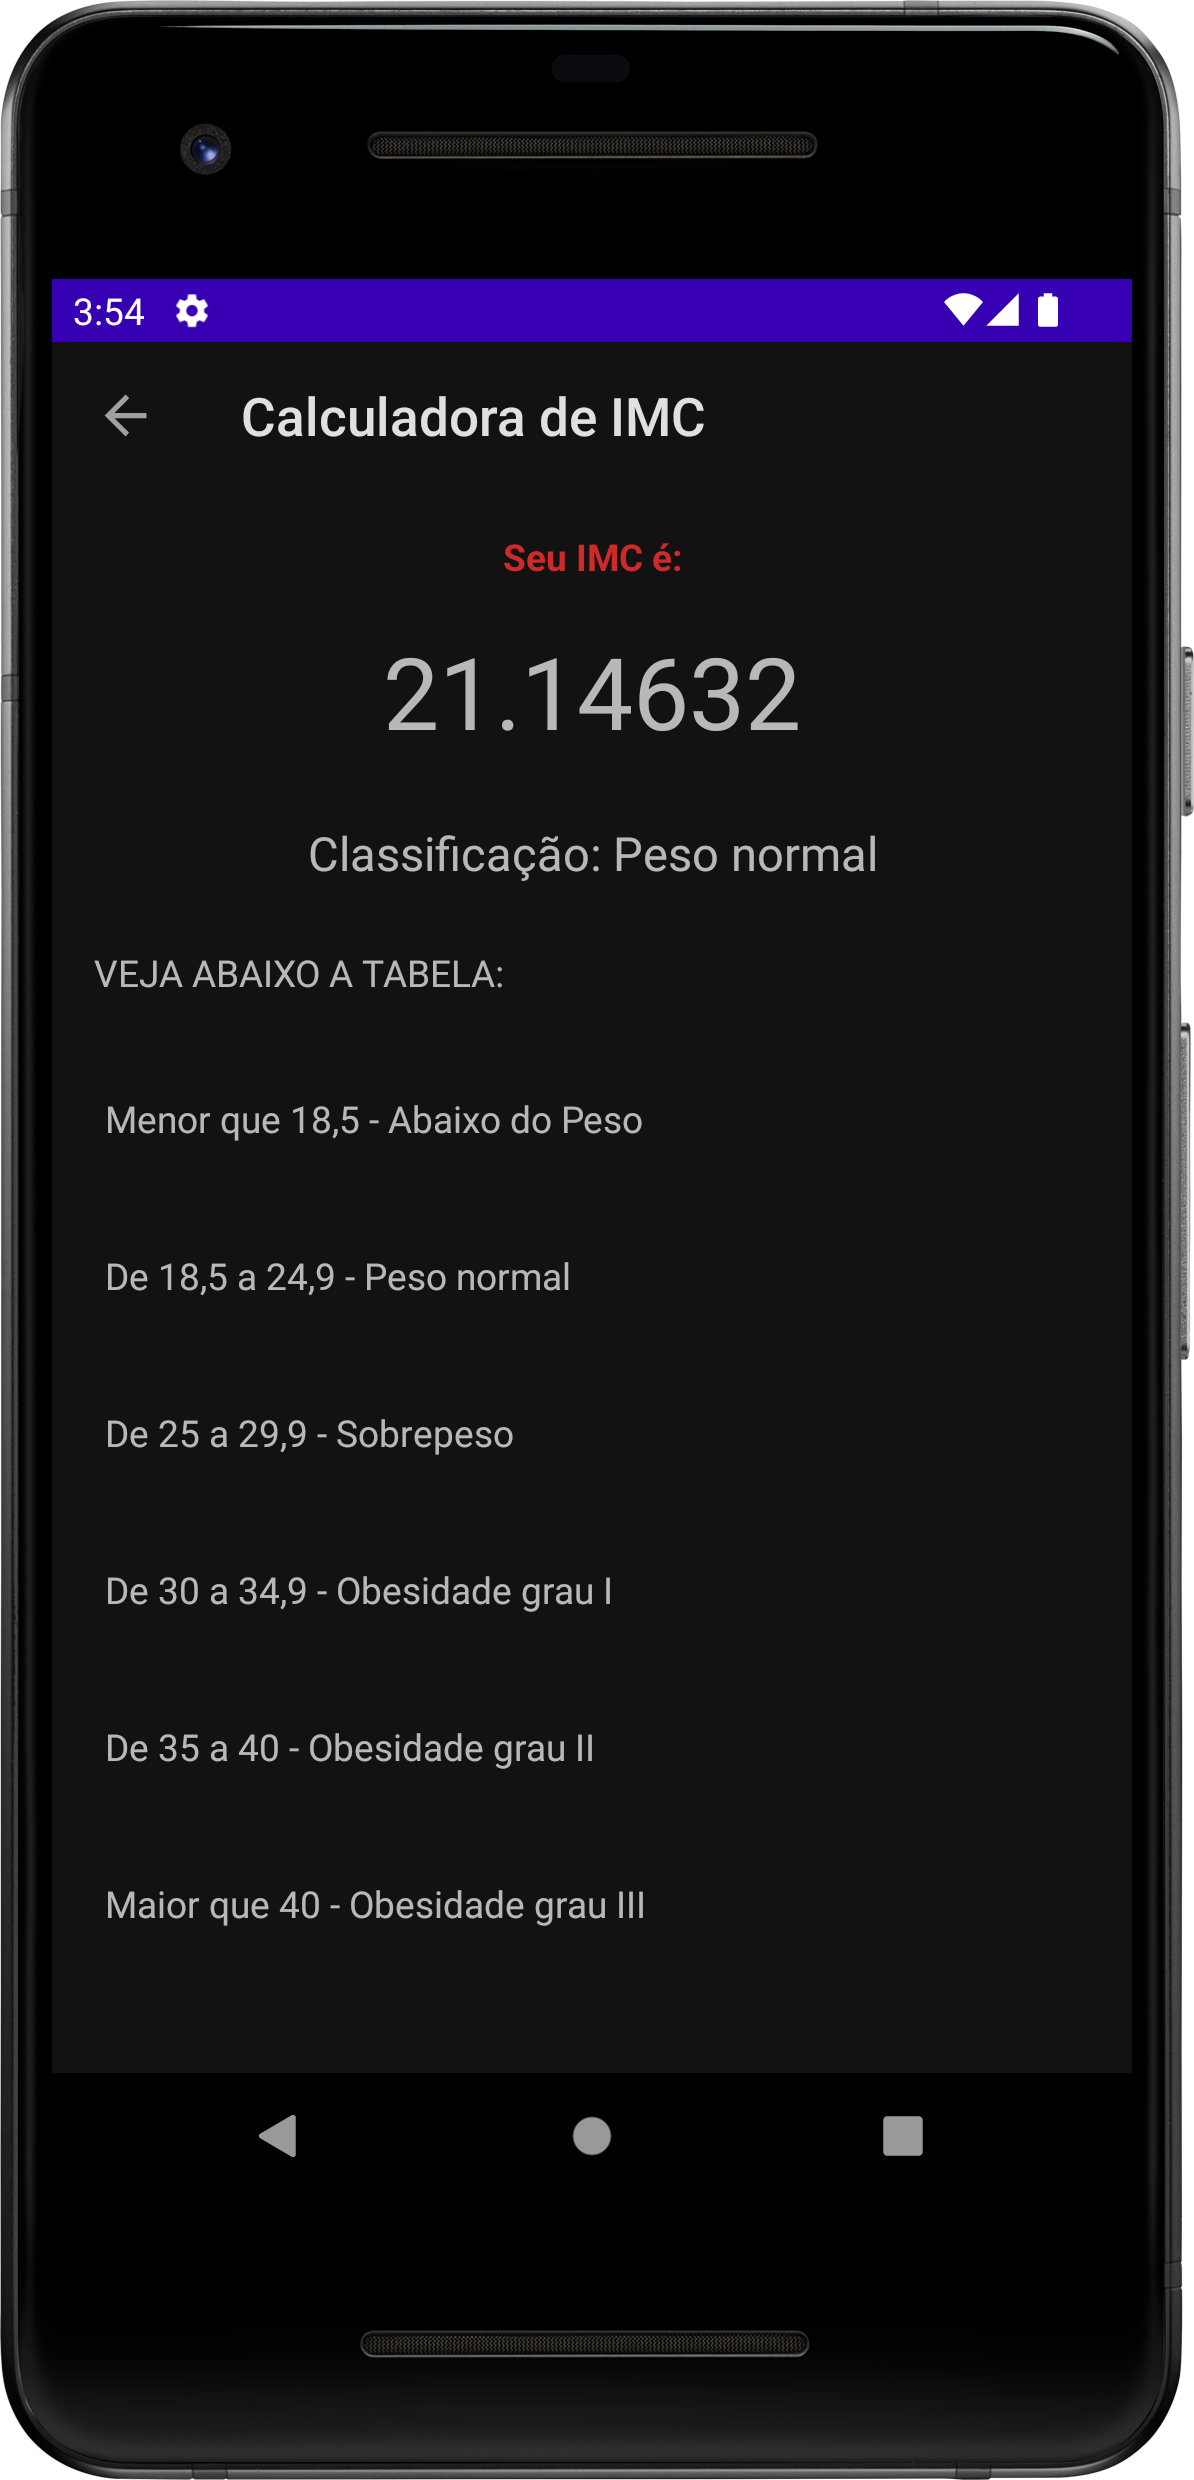 3:54
Calculadora de IMC
Seu IMC é:
21.14632
Classificação: Peso normal
VEJA ABAIXO A TABELA:
Menor que 18,5 - Abaixo do Peso
De 18,5 a 24,9 - Peso normal
De 25 a 29,9 - Sobrepeso
De 30 a 34,9 - Obesidade grau I
De 35 a 40 - Obesidade grau II
Maior que 40 - Obesidade grau III